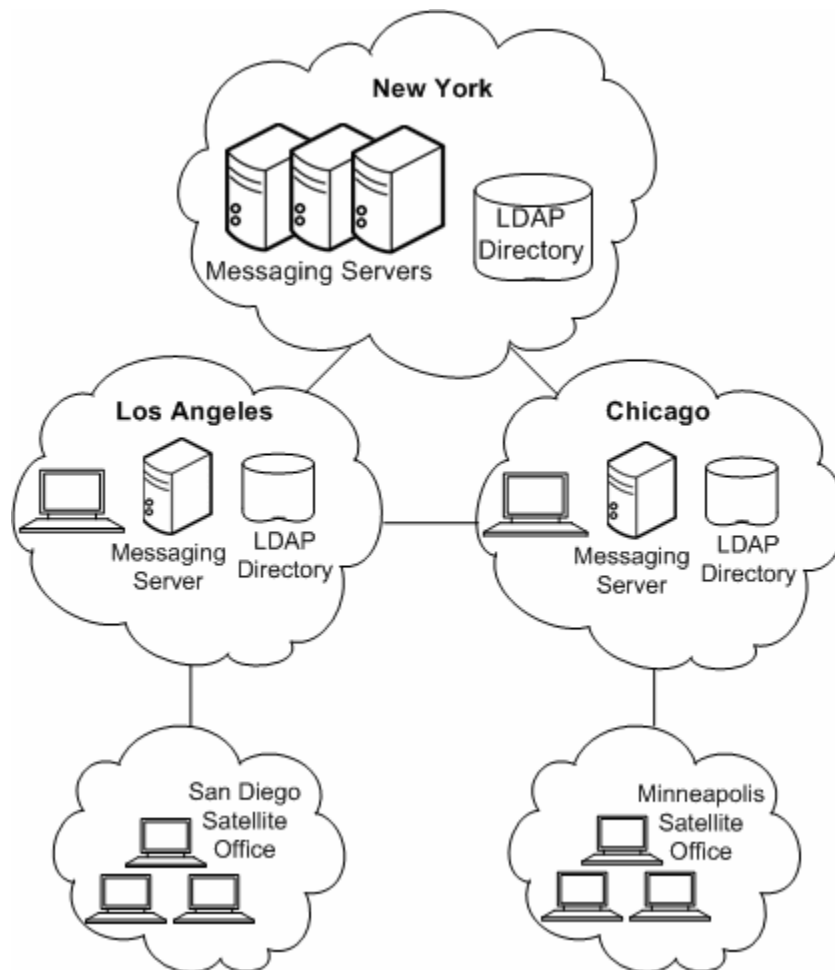 New York
LDAP
Directory
Messaging Servers
Los Angeles
Messaging
Server
LDAP
Directory
Chicago
Messaging
Server
LDAP
Directory
San Diego
Satellite
Office
Minneapolis
Satellite
Office